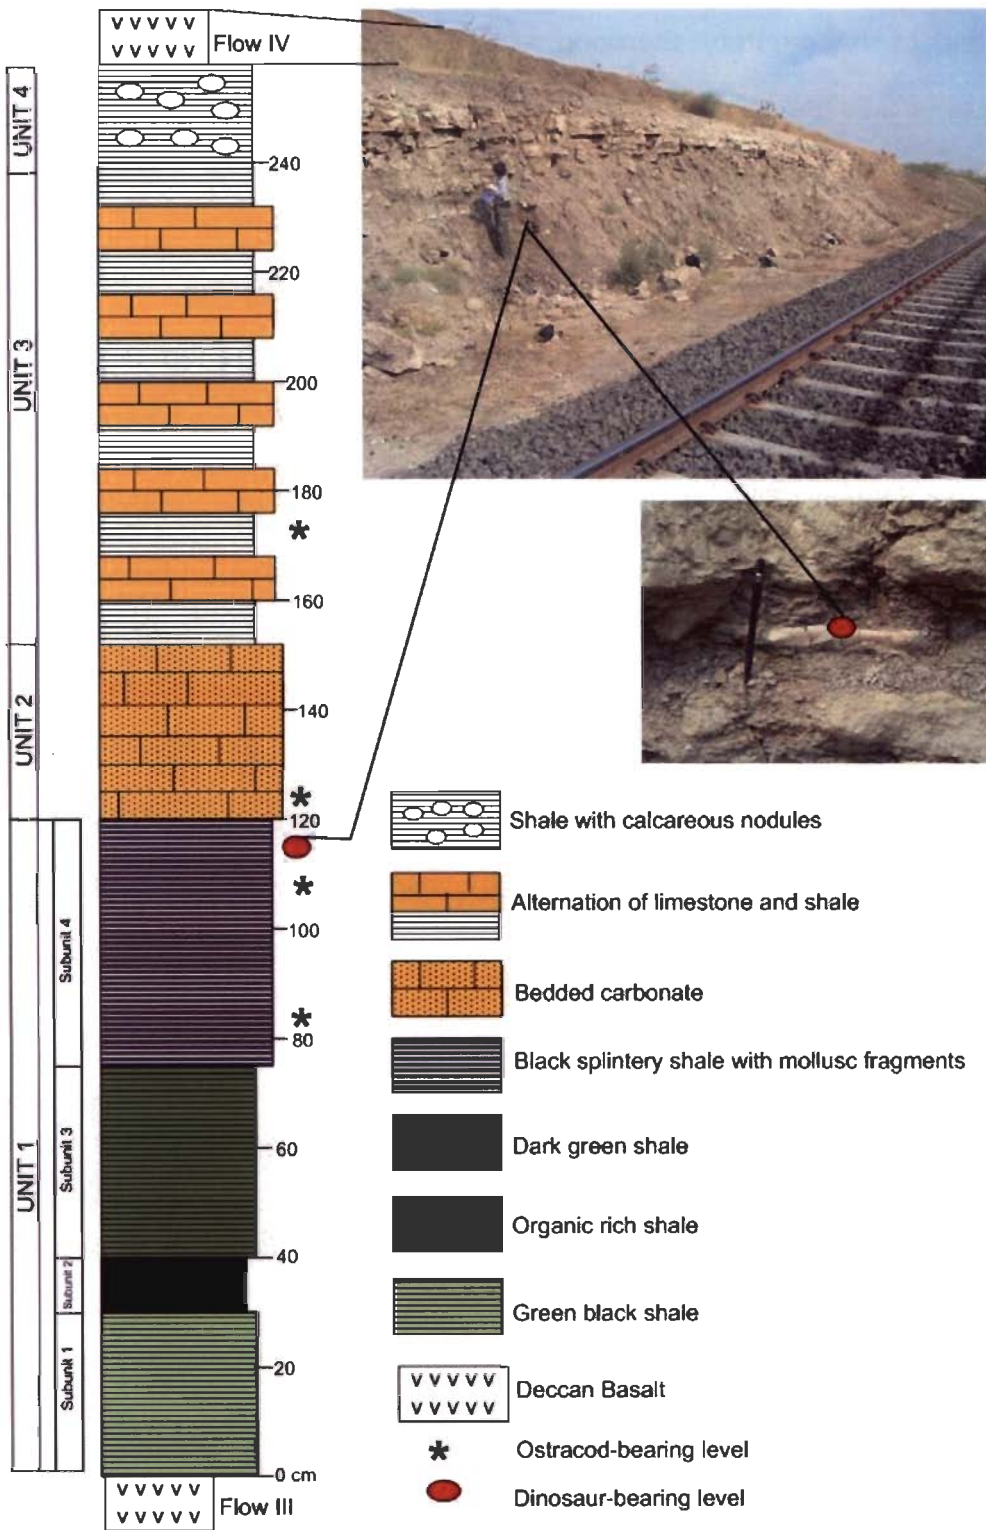 Flow IV
UNIT 4
240
220
UNIT 3
200
180
*
160
UNIT 2
140
*
120
Subunit 4
*
100
*
80
UNIT 1
Subunit 3
60
40
Subunit 2
Subunit 1
20
0 cm
Flow III
Shale with calcareous nodules
Alternation of limestone and shale
Bedded carbonate
Black splintery shale with mollusc fragments
Dark green shale
Organic rich shale
Green black shale
Deccan Basalt
* Ostracod-bearing level
Dinosaur-bearing level